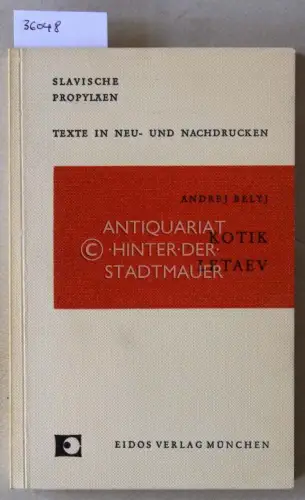 36048
SLAVISCHE
PROPYLÄEN
TEXTE IN NEU- UND NACHDRUCKEN
ANDREJ BELYJ
KOTIK
LETAEV
ANTIQUARIAT
© HINTER·DER·
STADTMAUER
EIDOS VERLAG MÜNCHEN